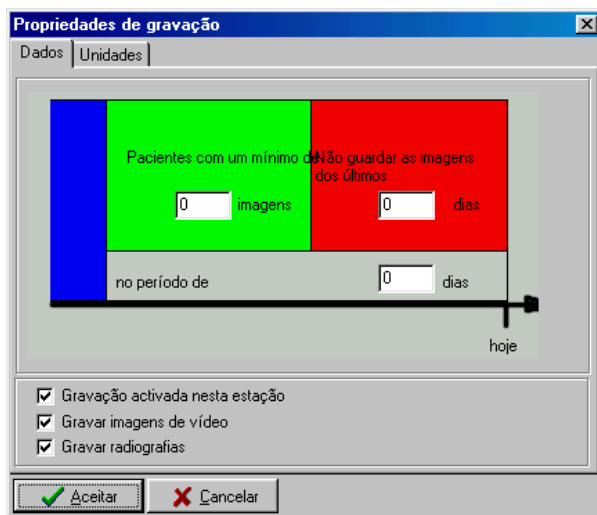 Propriedades de gravação
Dados Unidades
Pacientes com um mínimo de Não guardar as imagens
dos últimos
0 imagens 0 dias
no período de 0 dias
hoje
Gravação activada nesta estação
Gravar imagens de vídeo
Gravar radiografias
Aceitar Cancelar